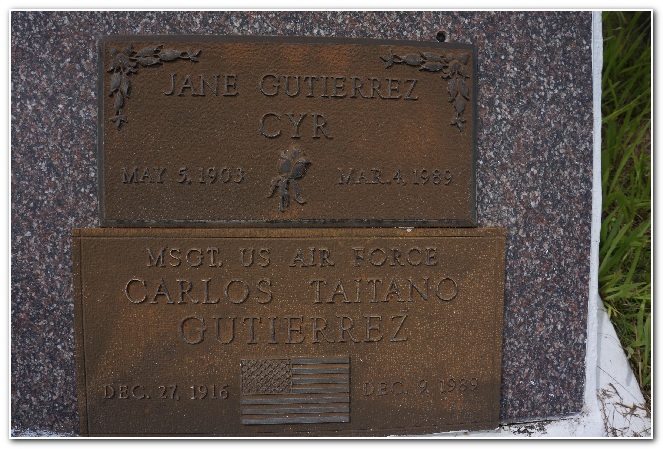 JANE GUTIERREZ
CYR
MAY 5, 1903 MAR. 4, 1989
MSGT. US AIR FORCE
CARLOS TAITANO
GUTIERREZ
DEC. 27, 1916 DEC. 9, 1989